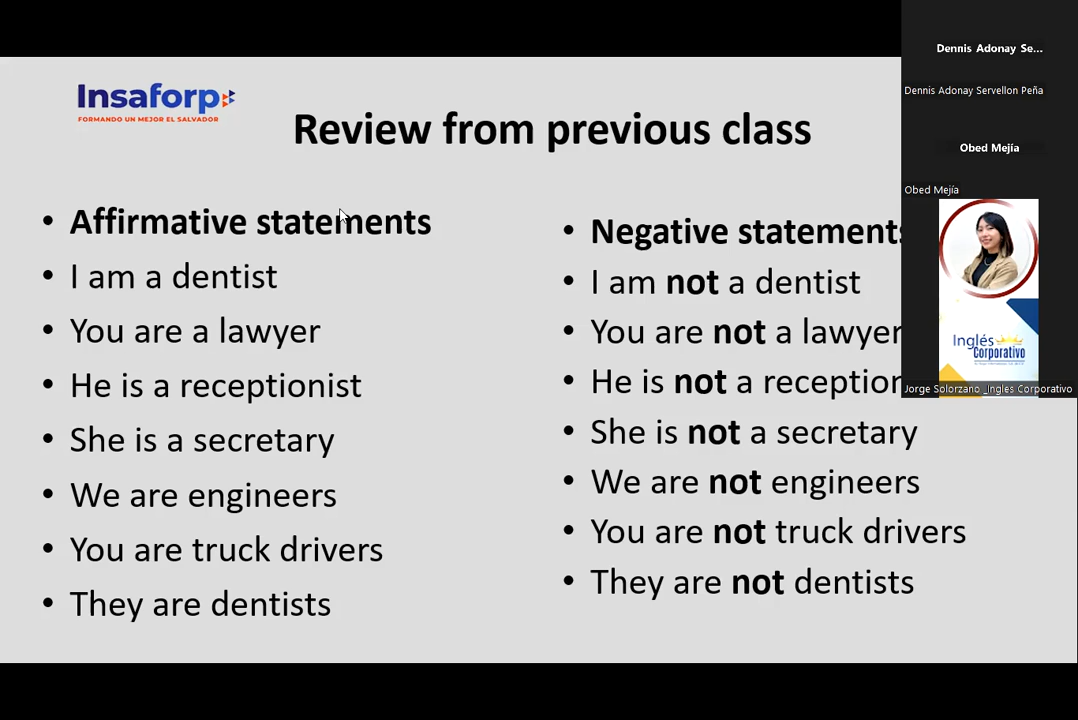 Insaforp
FORMANDO UN MEJOR EL SALVADOR
Review from previous class
• Affirmative statements
• I am a dentist
• You are a lawyer
• He is a receptionist
• She is a secretary
• We are engineers
• You are truck drivers
• They are dentists
• Negative statements
• I am not a dentist
• You are not a lawyer
• He is not a
• She is not a secretary
• We are not engineers
• You are not truck drivers
• They are not dentists
Dennis Adonay Se...
Dennis Adonay Servellon Peña
Obed Mejía
Obed Mejía
Inglés
Corporativo
Jorge Solorzano _Inglés Corporativo